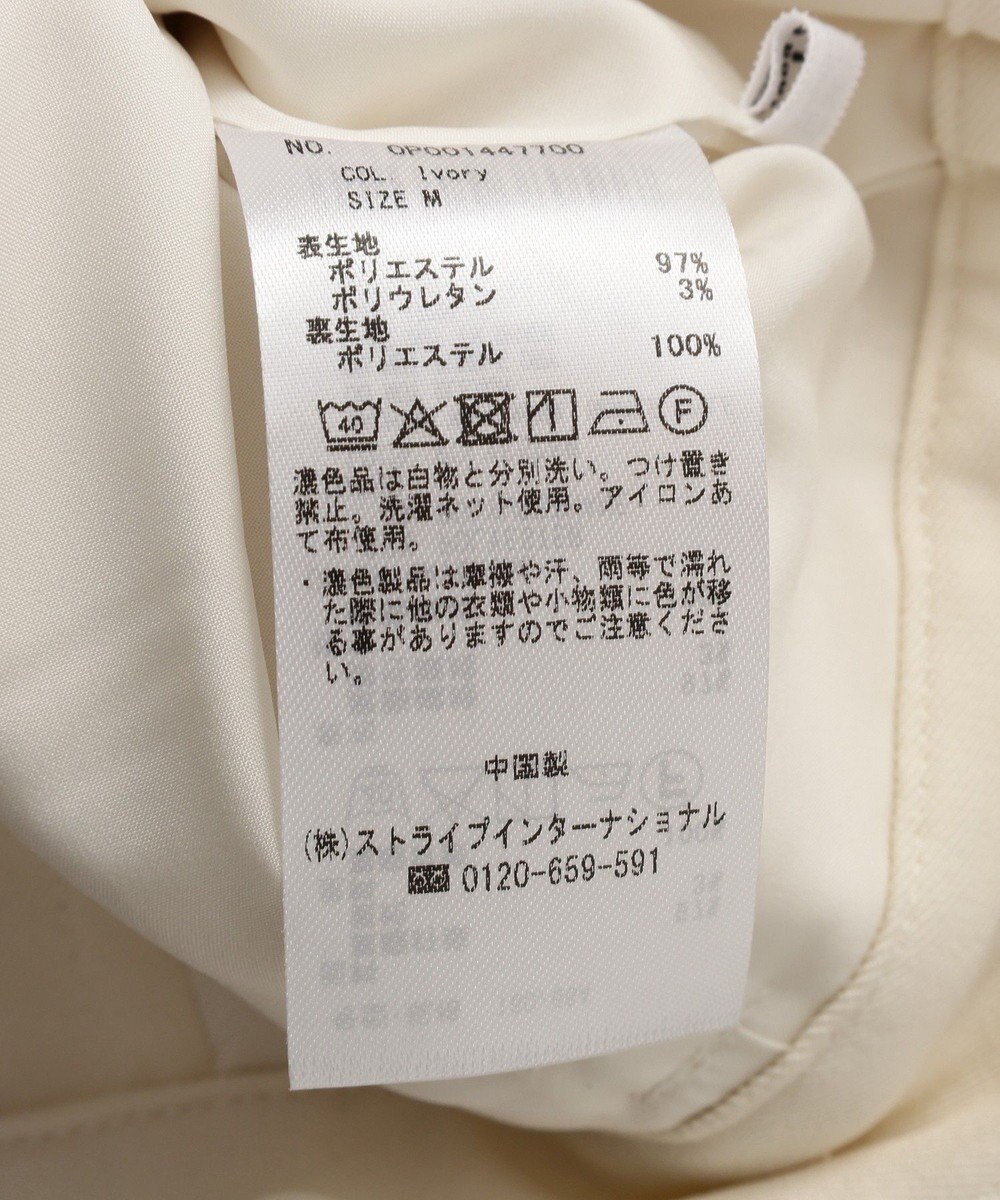 NO. OP001447700
COL. Ivory
SIZE M
表生地
ポリエステル 97%
ポリウレタン 3%
裏生地
ポリエステル 100%
40 F
濃色品は白物と分別洗い。つけ置き
禁止。洗濯ネット使用。アイロンあ
て布使用。
・濃色製品は摩擦や汗、雨等で濡れ
た際に他の衣類や小物類に色が移
る事がありますのでご注意くださ
い。
中国製
(株)ストライプインターナショナル
0120-659-591